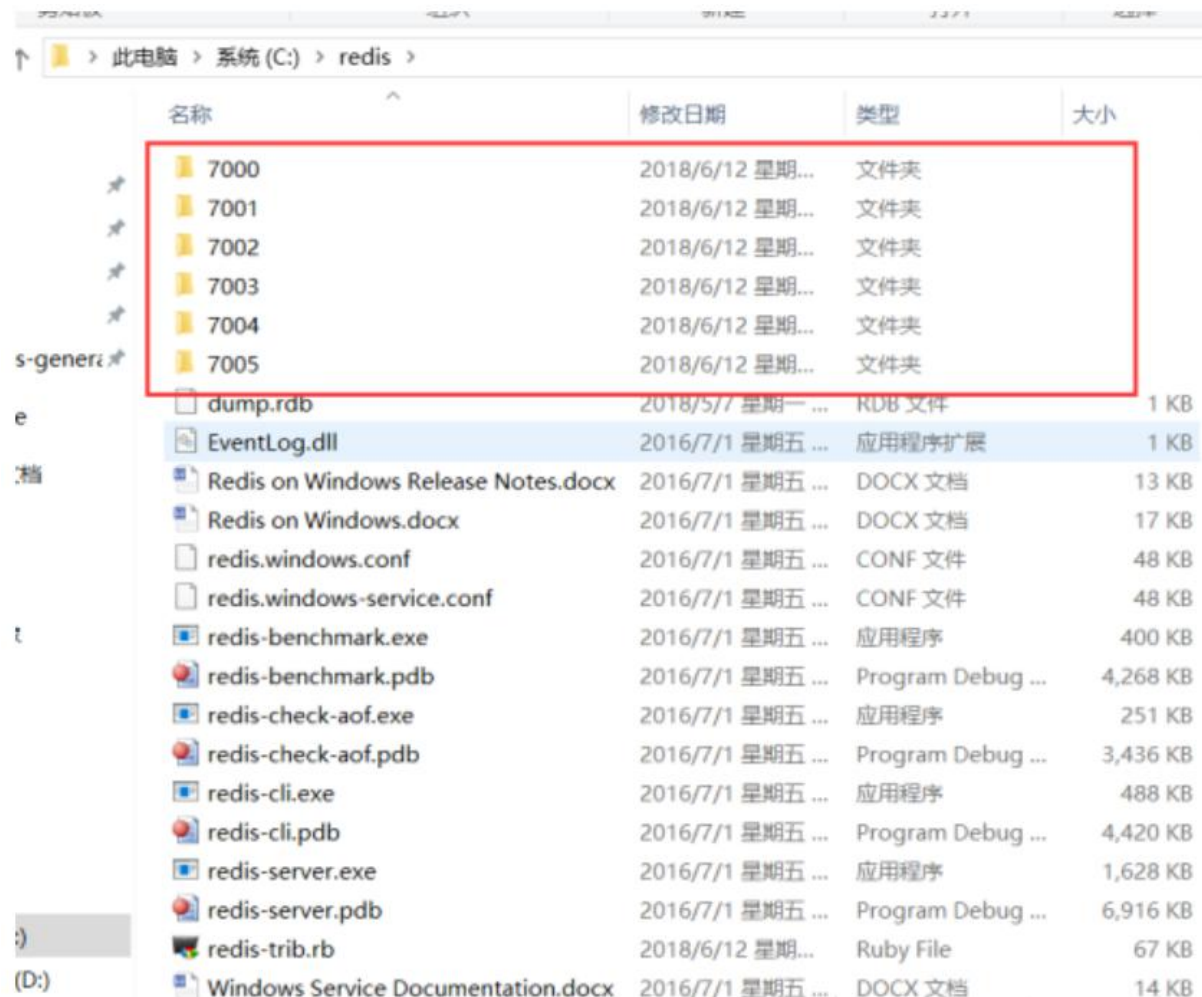 此电脑 > 系统 (C:) > redis >
名称 修改日期 类型 大小
7000 2018/6/12 星期... 文件夹
7001 2018/6/12 星期... 文件夹
7002 2018/6/12 星期... 文件夹
7003 2018/6/12 星期... 文件夹
7004 2018/6/12 星期... 文件夹
s-genera 7005 2018/6/12 星期... 文件夹
dump.rdb 2018/5/7 星期一 ... RDB 文件 1 KB
e
EventLog.dll 2016/7/1 星期五 ... 应用程序扩展 1 KB
文档 Redis on Windows Release Notes.docx 2016/7/1 星期五 ... DOCX 文档 13 KB
Redis on Windows.docx 2016/7/1 星期五 ... DOCX 文档 17 KB
redis.windows.conf 2016/7/1 星期五 ... CONF 文件 48 KB
redis.windows-service.conf 2016/7/1 星期五 ... CONF 文件 48 KB
redis-benchmark.exe 2016/7/1 星期五 ... 应用程序 400 KB
redis-benchmark.pdb 2016/7/1 星期五 ... Program Debug ... 4,268 KB
redis-check-aof.exe 2016/7/1 星期五 ... 应用程序 251 KB
redis-check-aof.pdb 2016/7/1 星期五 ... Program Debug ... 3,436 KB
redis-cli.exe 2016/7/1 星期五 ... 应用程序 488 KB
redis-cli.pdb 2016/7/1 星期五 ... Program Debug ... 4,420 KB
redis-server.exe 2016/7/1 星期五 ... 应用程序 1,628 KB
redis-server.pdb 2016/7/1 星期五 ... Program Debug ... 6,916 KB
:)
redis-trib.rb 2018/6/12 星期... Ruby File 67 KB
(D:) Windows Service Documentation.docx 2016/7/1 星期五 ... DOCX 文档 14 KB